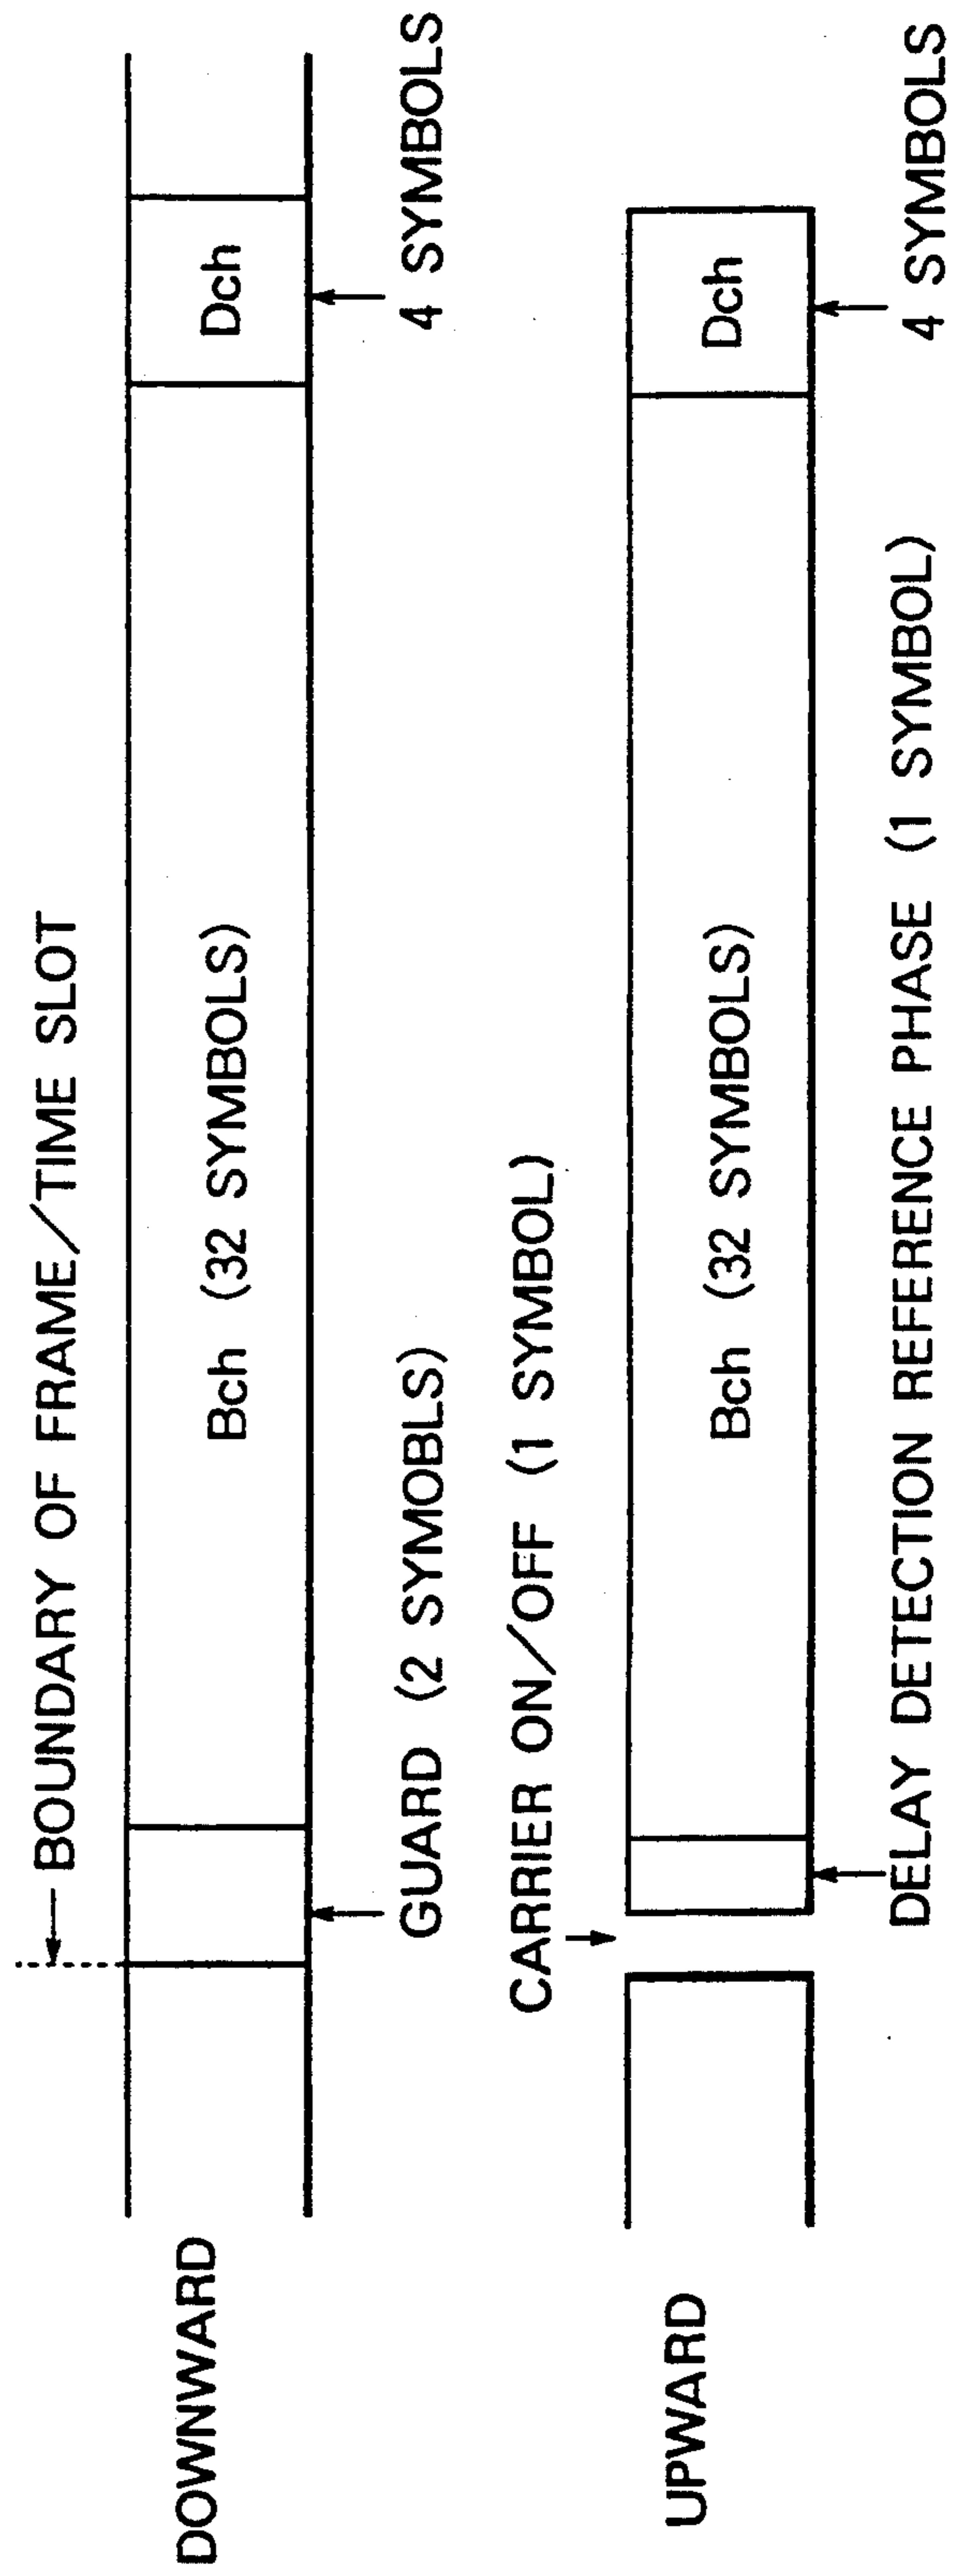 BOUNDARY OF FRAME/TIME SLOT
DOWNWARD
Bch (32 SYMBOLS)
Dch
GUARD (2 SYMOBLS)
4 SYMBOLS
CARRIER ON/OFF (1 SYMBOL)
UPWARD
Bch (32 SYMBOLS)
Dch
DELAY DETECTION REFERENCE PHASE (1 SYMBOL)
4 SYMBOLS